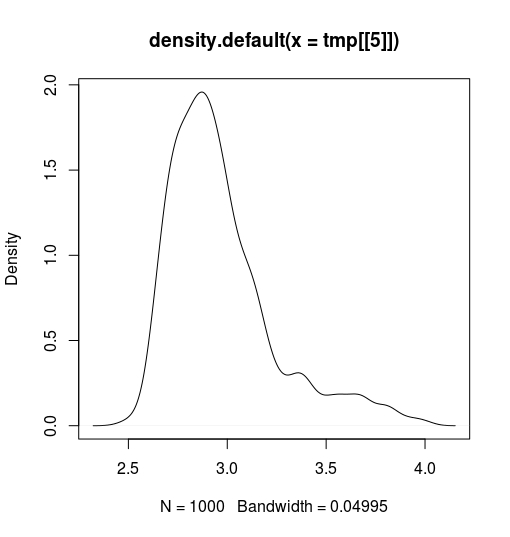 density.default(x = tmp[[5]])
Density
2.0
1.5
1.0
0.5
0.0
2.5 3.0 3.5 4.0
N = 1000 Bandwidth = 0.04995